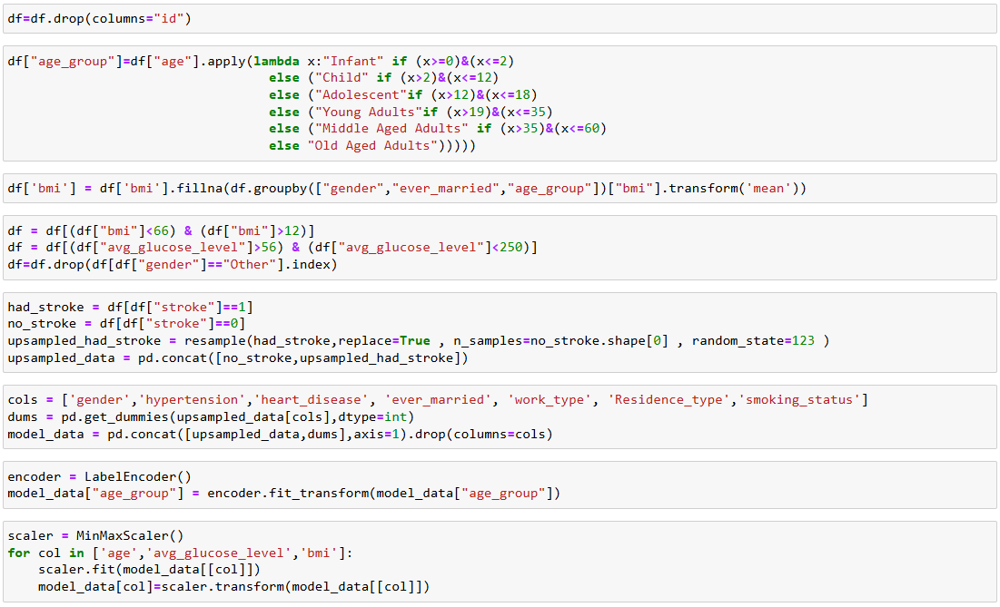 df=df.drop(columns="id")
df["age_group"]=df["age"].apply(lambda x:"Infant" if (x>=0)&(x<=2)
else ("Child" if (x>2)&(x<=12)
else ("Adolescent"if (x>12)&(x<=18)
else ("Young Adults"if (x>19)&(x<=35)
else ("Middle Aged Adults" if (x>35)&(x<=60)
else "Old Aged Adults")))))
df['bmi'] = df['bmi'].fillna(df.groupby(["gender","ever_married","age_group"])["bmi"].transform('mean'))
df = df[(df["bmi"]<66) & (df["bmi"]>12)]
df = df[(df["avg_glucose_level"]>56) & (df["avg_glucose_level"]<250)]
df=df.drop(df[df["gender"]=="Other"].index)
had_stroke = df[df["stroke"]==1]
no_stroke = df[df["stroke"]==0]
upsampled_had_stroke = resample(had_stroke,replace=True , n_samples=no_stroke.shape[0] , random_state=123 )
upsampled_data = pd.concat([no_stroke,upsampled_had_stroke])
cols = ['gender','hypertension','heart_disease', 'ever_married', 'work_type', 'Residence_type','smoking_status']
dums = pd.get_dummies(upsampled_data[cols],dtype=int)
model_data = pd.concat([upsampled_data,dums],axis=1).drop(columns=cols)
encoder = LabelEncoder()
model_data["age_group"] = encoder.fit_transform(model_data["age_group"])
scaler = MinMaxScaler()
for col in ['age','avg_glucose_level','bmi']:
scaler.fit(model_data[[col]])
model_data[col]=scaler.transform(model_data[[col]])